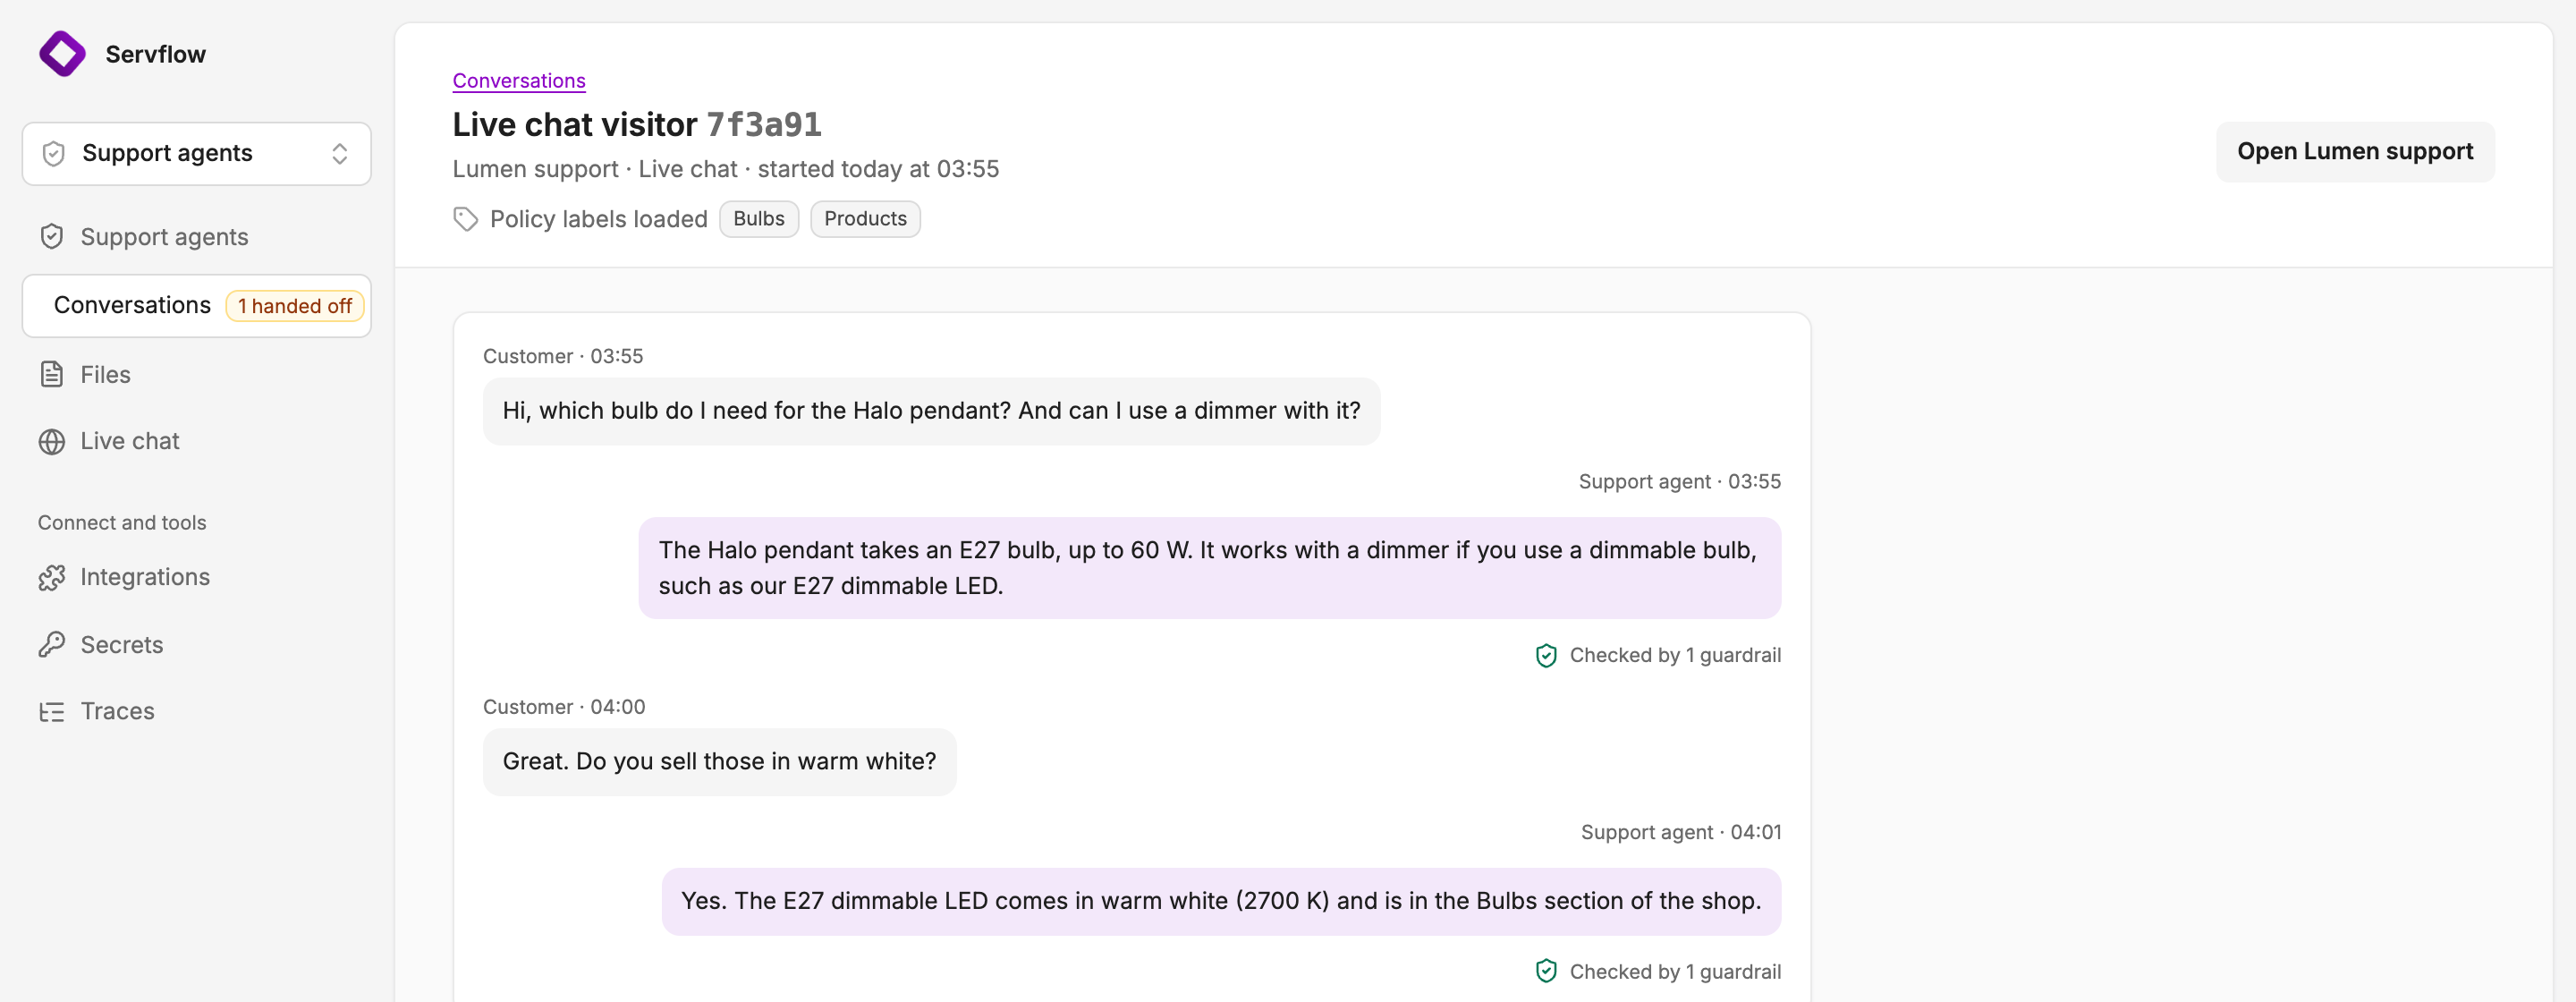 Servflow
Support agents
Support agents
Conversations 1 handed off
Files
Live chat
Connect and tools
Integrations
Secrets
Traces
Conversations
Live chat visitor 7f3a91
Lumen support · Live chat · started today at 03:55
Policy labels loaded Bulbs Products
Open Lumen support
Customer · 03:55
Hi, which bulb do I need for the Halo pendant? And can I use a dimmer with it?
Support agent · 03:55
The Halo pendant takes an E27 bulb, up to 60 W. It works with a dimmer if you use a dimmable bulb,
such as our E27 dimmable LED.
Checked by 1 guardrail
Customer · 04:00
Great. Do you sell those in warm white?
Support agent · 04:01
Yes. The E27 dimmable LED comes in warm white (2700 K) and is in the Bulbs section of the shop.
Checked by 1 guardrail